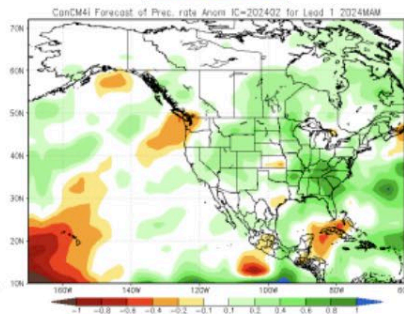 CanCM4i Forecast of Prec. rate Anom IC=202402 for Lead 1 2024MAM
70N
60N
50N
40N
30N
20N
10N
160W 140W 120W 100W 80W 60W
-1 -0.8 -0.6 -0.4 -0.2 -0.1 0.1 0.2 0.4 0.6 0.8 1